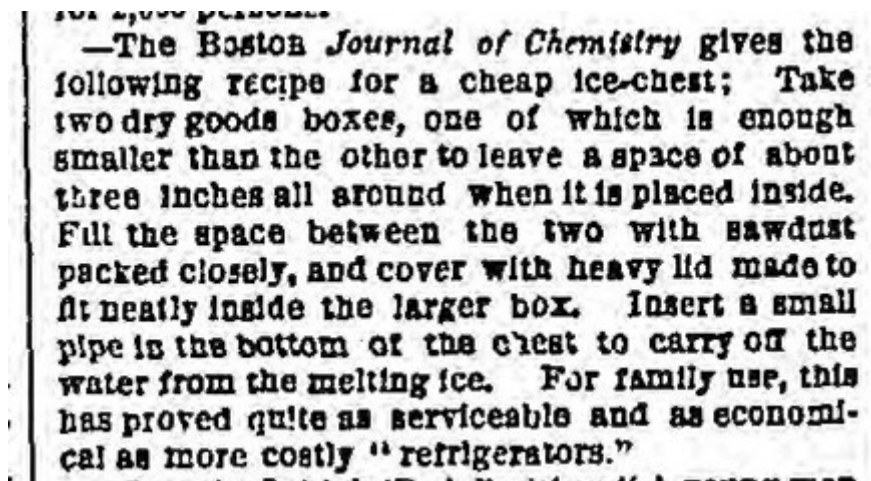 for 2,000 persons.
—The Boston Journal of Chemistry gives the
following recipe for a cheap ice-chest; Take
two dry goods boxes, one of which is enough
smaller than the other to leave a space of about
three inches all around when it is placed inside.
Fill the space between the two with sawdust
packed closely, and cover with heavy lid made to
fit neatly inside the larger box. Insert a small
pipe in the bottom of the chest to carry off the
water from the melting ice. For family use, this
has proved quite as serviceable and as economi-
cal as more costly "refrigerators."